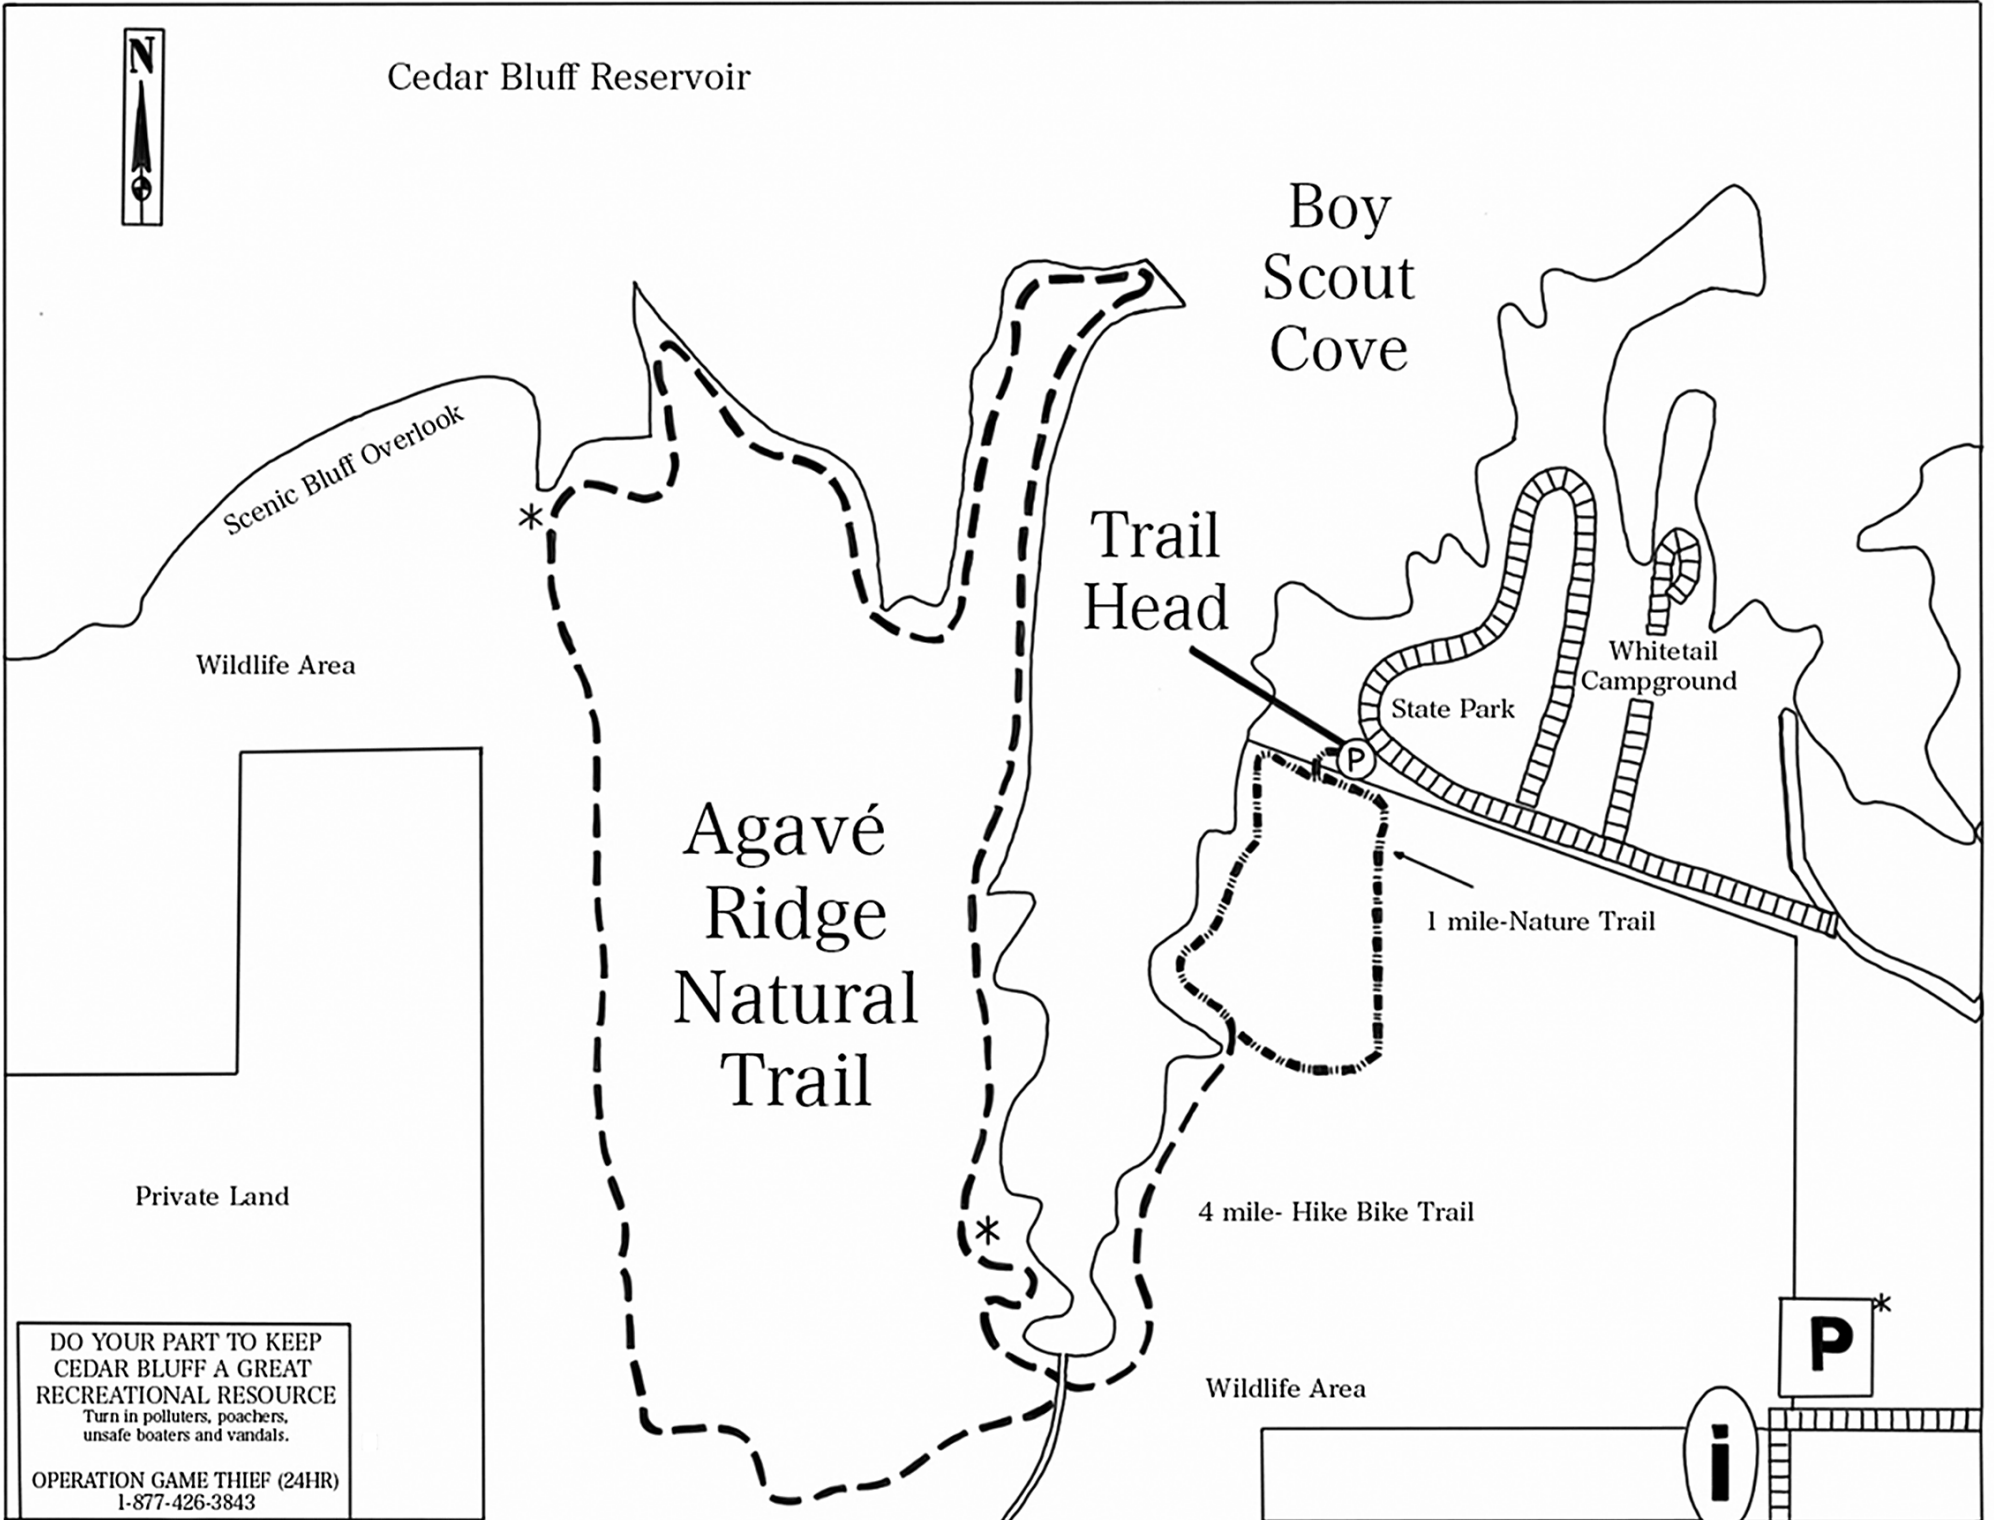 N
Cedar Bluff Reservoir
Boy
Scout
Cove
Scenic Bluff Overlook
*
Trail
Head
Wildlife Area
Whitetail
Campground
State Park
P
Agavé
Ridge
Natural
Trail
1 mile-Nature Trail
Private Land
4 mile- Hike Bike Trail
*
P
*
Wildlife Area
i
DO YOUR PART TO KEEP
CEDAR BLUFF A GREAT
RECREATIONAL RESOURCE
Turn in polluters, poachers,
unsafe boaters and vandals.
OPERATION GAME THIEF (24HR)
1-877-426-3843